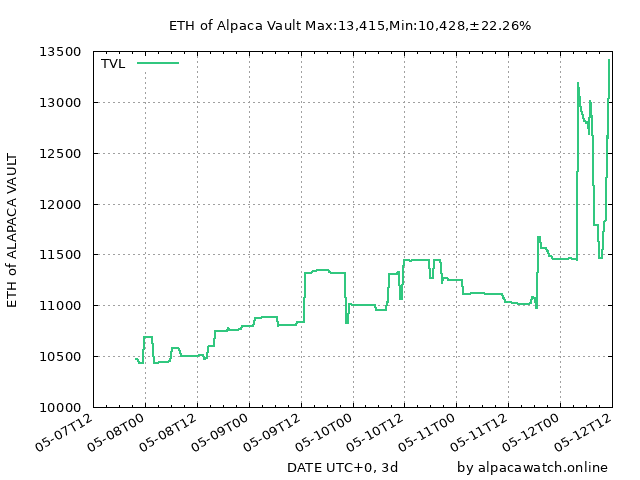 ETH of Alpaca Vault Max:13,415,Min:10,428,±22.26%
TVL
13500
13000
12500
12000
11500
11000
10500
10000
ETH of ALAPACA VAULT
05-07T12
05-08T00
05-08T12
05-09T00
05-09T12
05-10T00
05-10T12
05-11T00
05-11T12
05-12T00
05-12T12
DATE UTC+0, 3d
by alpacawatch.online